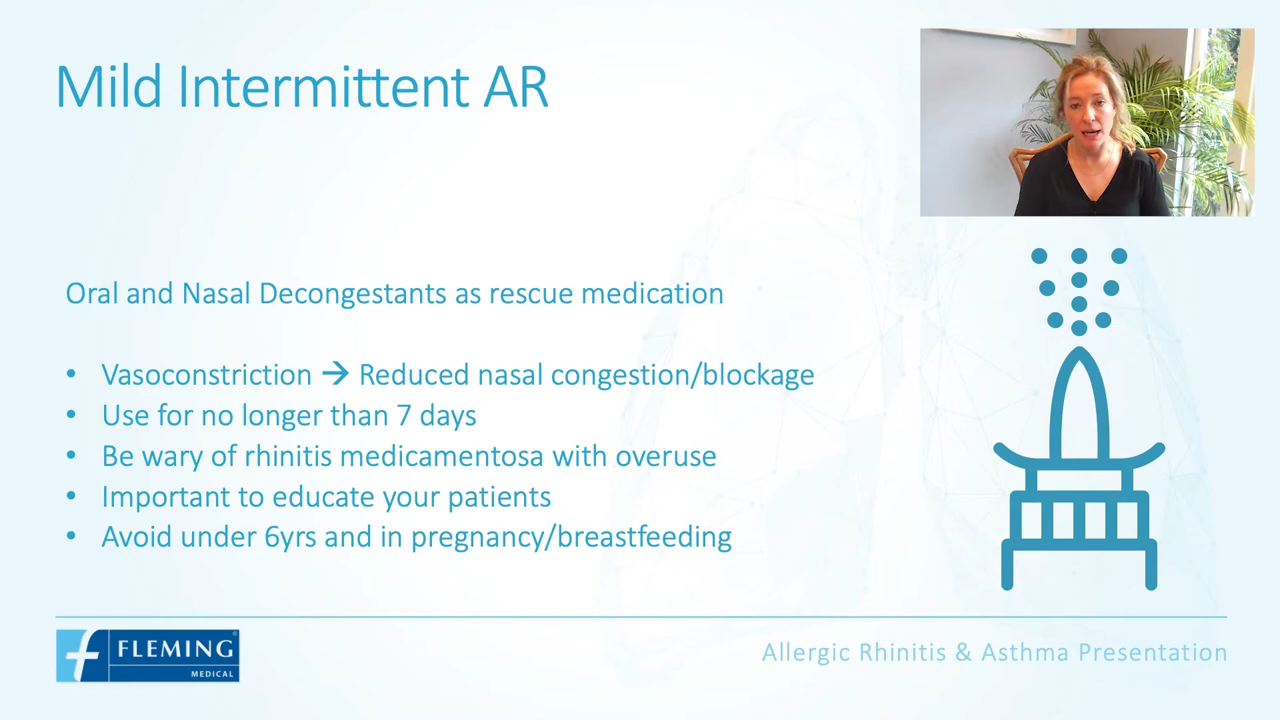 Mild Intermittent AR
Oral and Nasal Decongestants as rescue medication
• Vasoconstriction → Reduced nasal congestion/blockage
• Use for no longer than 7 days
• Be wary of rhinitis medicamentosa with overuse
• Important to educate your patients
• Avoid under 6yrs and in pregnancy/breastfeeding
FLEMING®
MEDICAL
Allergic Rhinitis & Asthma Presentation